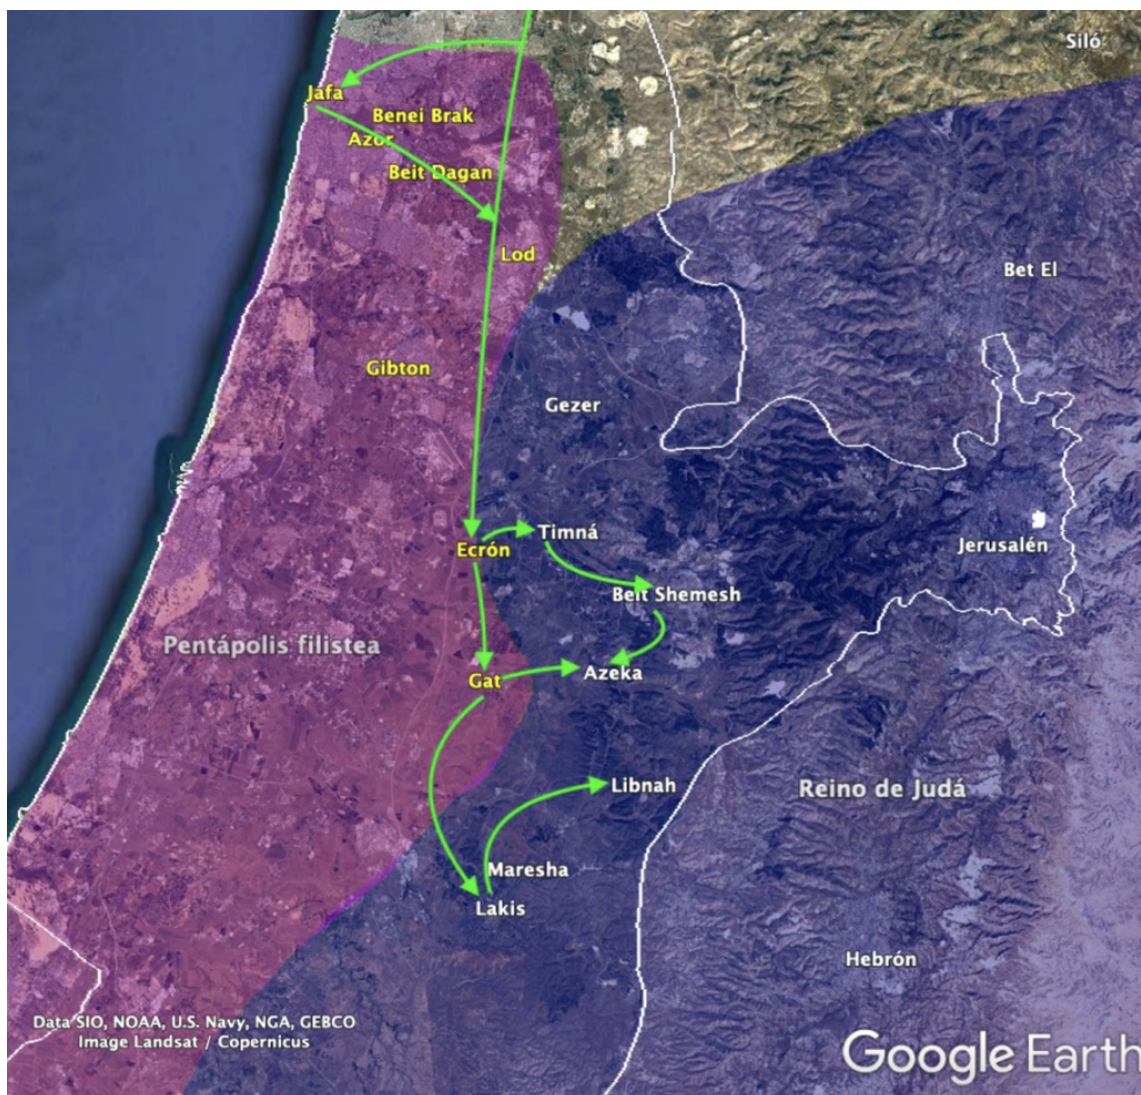 Siló
Jafa
Benei Brak
Azor
Beit Dagan
Lod
Bet El
Gibton
Gezer
Timná
Ecrón
Jerusalén
Beit Shemesh
Pentápolis filistea
Gat
Azeka
Libnah
Reino de Judá
Maresha
Lakis
Hebrón
Data SIO, NOAA, U.S. Navy, NGA, GEBCO
Image Landsat / Copernicus
Google Earth